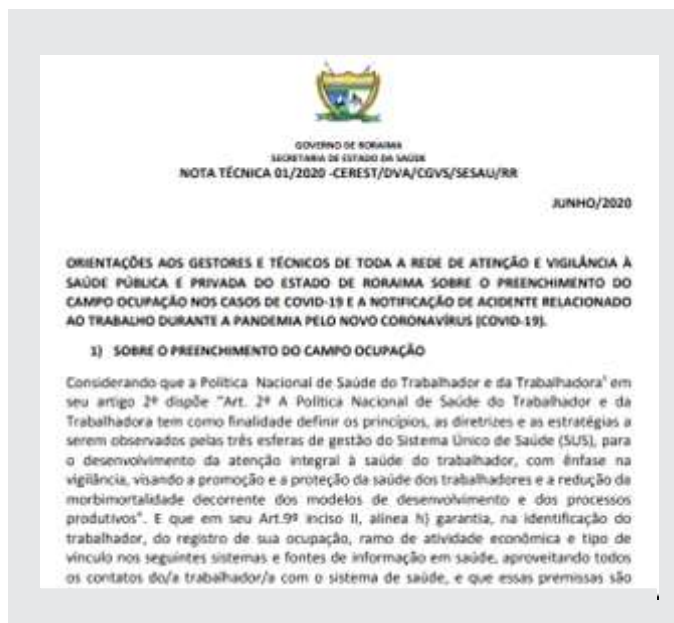 GOVERNO DE RORAIMA
SECRETARIA DE ESTADO DA SAÚDE
NOTA TÉCNICA 01/2020 -CEREST/DVA/CGVS/SESAU/RR
JUNHO/2020
ORIENTAÇÕES AOS GESTORES E TÉCNICOS DE TODA A REDE DE ATENÇÃO E VIGILÂNCIA À
SAÚDE PÚBLICA E PRIVADA DO ESTADO DE RORAIMA SOBRE O PREENCHIMENTO DO
CAMPO OCUPAÇÃO NOS CASOS DE COVID-19 E A NOTIFICAÇÃO DE ACIDENTE RELACIONADO
AO TRABALHO DURANTE A PANDEMIA PELO NOVO CORONAVÍRUS (COVID-19).
1) SOBRE O PREENCHIMENTO DO CAMPO OCUPAÇÃO
Considerando que a Política Nacional de Saúde do Trabalhador e da Trabalhadora¹ em
seu artigo 2º dispõe "Art. 2º A Política Nacional de Saúde do Trabalhador e da
Trabalhadora tem como finalidade definir os princípios, as diretrizes e as estratégias a
serem observados pelas três esferas de gestão do Sistema Único de Saúde (SUS), para
o desenvolvimento da atenção integral à saúde do trabalhador, com ênfase na
vigilância, visando a promoção e a proteção da saúde dos trabalhadores e a redução da
morbimortalidade decorrente dos modelos de desenvolvimento e dos processos
produtivos". E que em seu Art.9º inciso II, alínea h) garantia, na identificação do
trabalhador, do registro de sua ocupação, ramo de atividade econômica e tipo de
vínculo nos seguintes sistemas e fontes de informação em saúde, aproveitando todos
os contatos do/a trabalhador/a com o sistema de saúde, e que essas premissas são